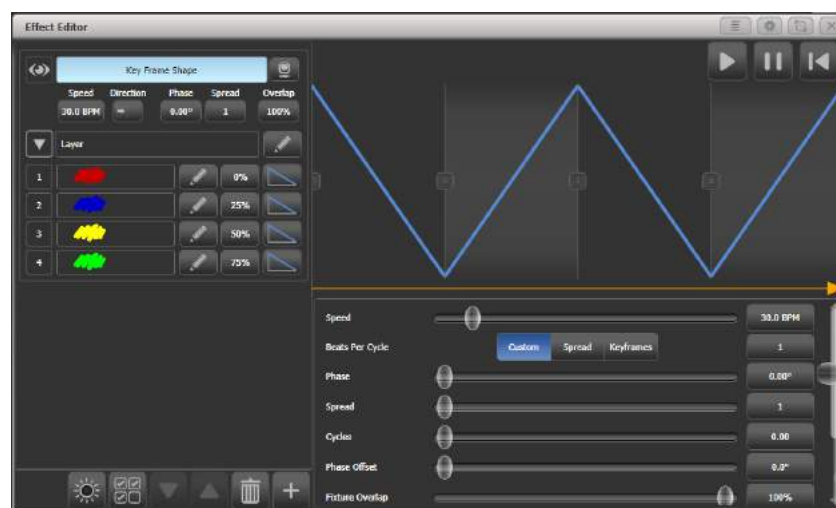 Effect Editor
Key Frame Shape
Speed Direction Phase Spread Overlap
30.0 BPM 0.00° 1 100%
Layer
1 0%
2 25%
3 50%
4 75%
Speed 30.0 BPM
Beats Per Cycle Custom Spread Keyframes 1
Phase 0.00°
Spread 1
Cycles 0.00
Phase Offset 0.0°
Fixture Overlap 100%